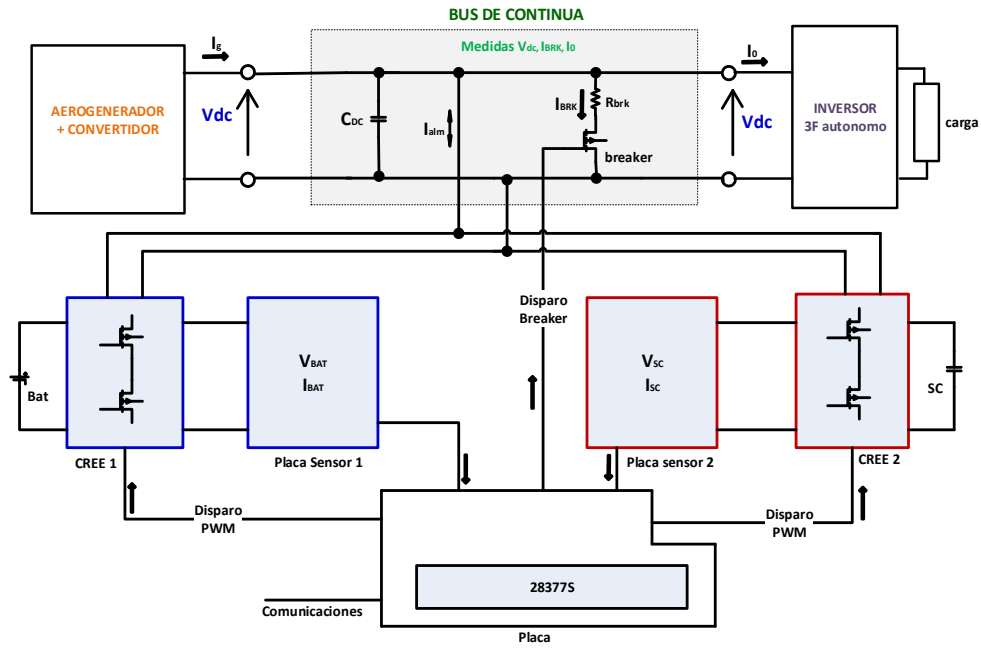 BUS DE CONTINUA
Medidas Vdc, IBRK, I0
Ig
I0
AEROGENERADOR
+ CONVERTIDOR
Vdc
CDC
Ialm
IBRK
Rbrk
breaker
Vdc
INVERSOR
3F autonomo
carga
Disparo
Breaker
Bat
VBAT
IBAT
VSC
ISC
SC
CREE 1
Placa Sensor 1
Placa sensor 2
CREE 2
Disparo
PWM
Disparo
PWM
28377S
Comunicaciones
Placa